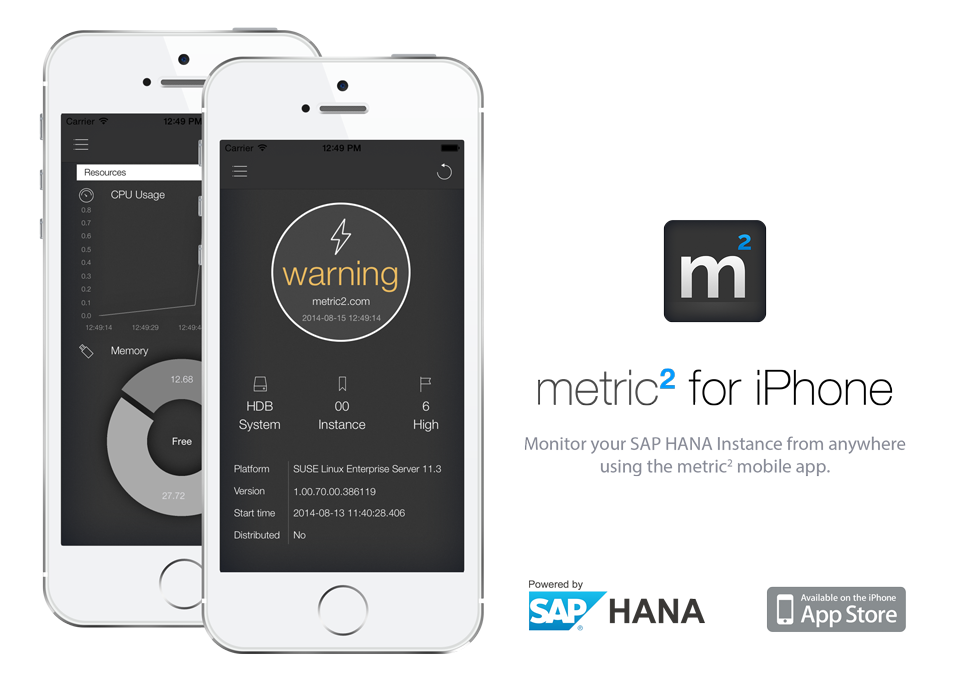 Carrier 12:49 PM
Resources
CPU Usage
0.8
0.7
0.6
0.5
0.4
0.3
0.2
0.1
0.0
12:49:14 12:49:29 12:49:4
Memory
12.68
Free
27.72
Carrier 12:49 PM
warning
metric2.com
2014-08-15 12:49:14
HDB 00 6
System Instance High
Platform SUSE Linux Enterprise Server 11.3
Version 1.00.70.00.386119
Start time 2014-08-13 11:40:28.406
Distributed No
m²
metric² for iPhone
Monitor your SAP HANA Instance from anywhere
using the metric² mobile app.
Powered by
SAP® HANA
Available on the iPhone
App Store